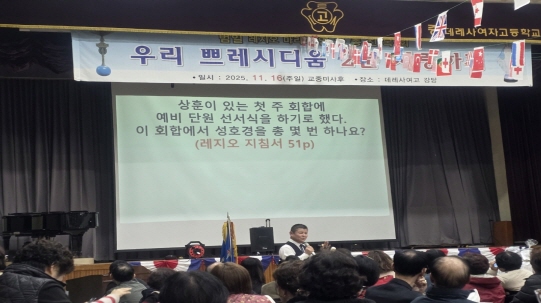 고
데레사여자고등학교
우리 쁘레시디움
• 일시 : 2025, 11, 16(주일) 교중미사후 • 장소 : 데레사여고 강당
상훈이 있는 첫 주 회합에
예비 단원 선서식을 하기로 했다.
이 회합에서 성호경을 총 몇 번 하나요?
(레지오 지침서 51p)